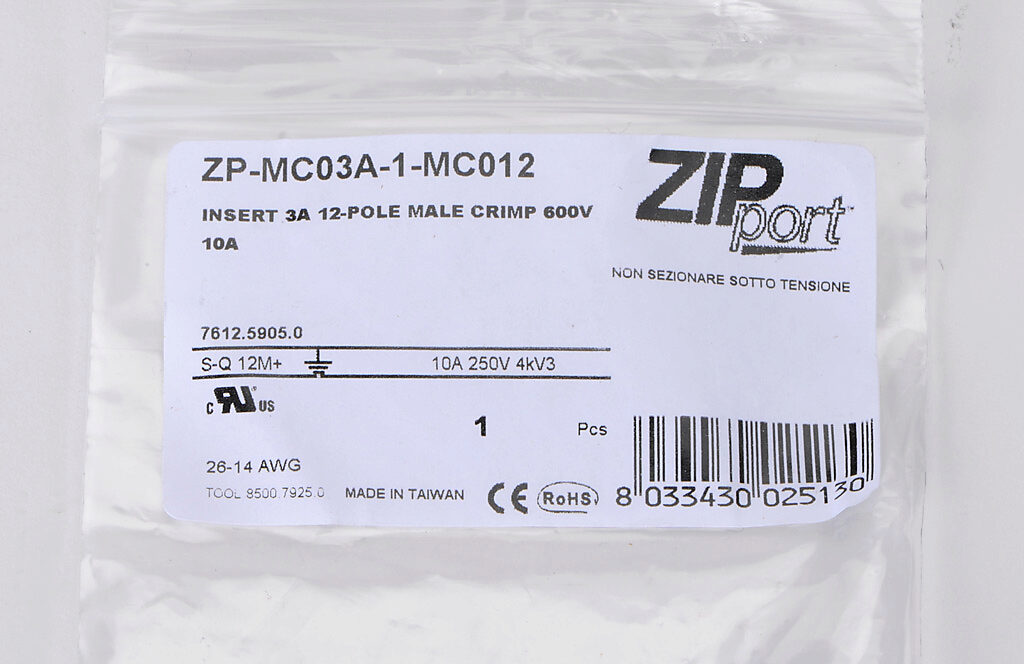 ZP-MC03A-1-MC012
INSERT 3A 12-POLE MALE CRIMP 600V
10A
ZIP
port
NON SEZIONARE SOTTO TENSIONE
7612.5905.0
S-Q 12M+ 10A 250V 4kV3
c RU US
1 Pcs
26-14 AWG
TOOL 8500.7925.0 MADE IN TAIWAN CE RoHS
8 033430 025130